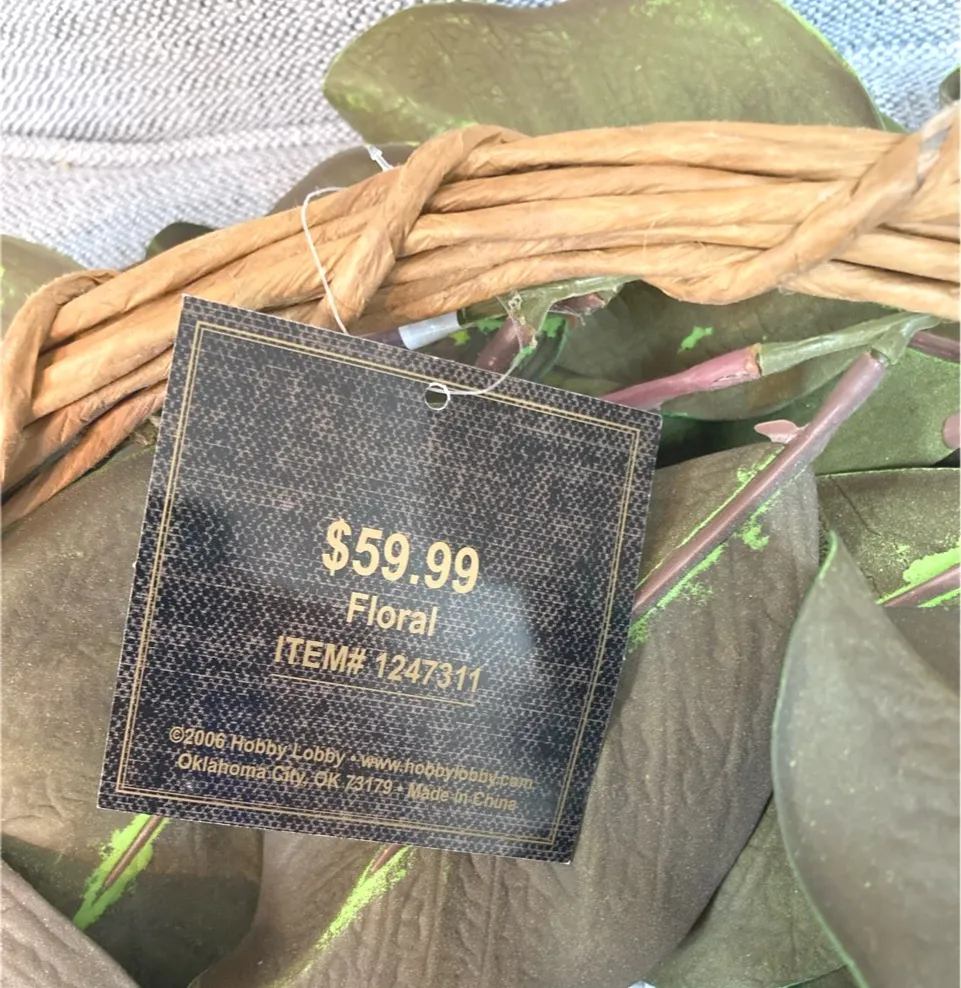 $59.99
Floral
ITEM# 1247311
©2006 Hobby Lobby • www.hobbylobby.com
Oklahoma City, OK 73179 • Made in China